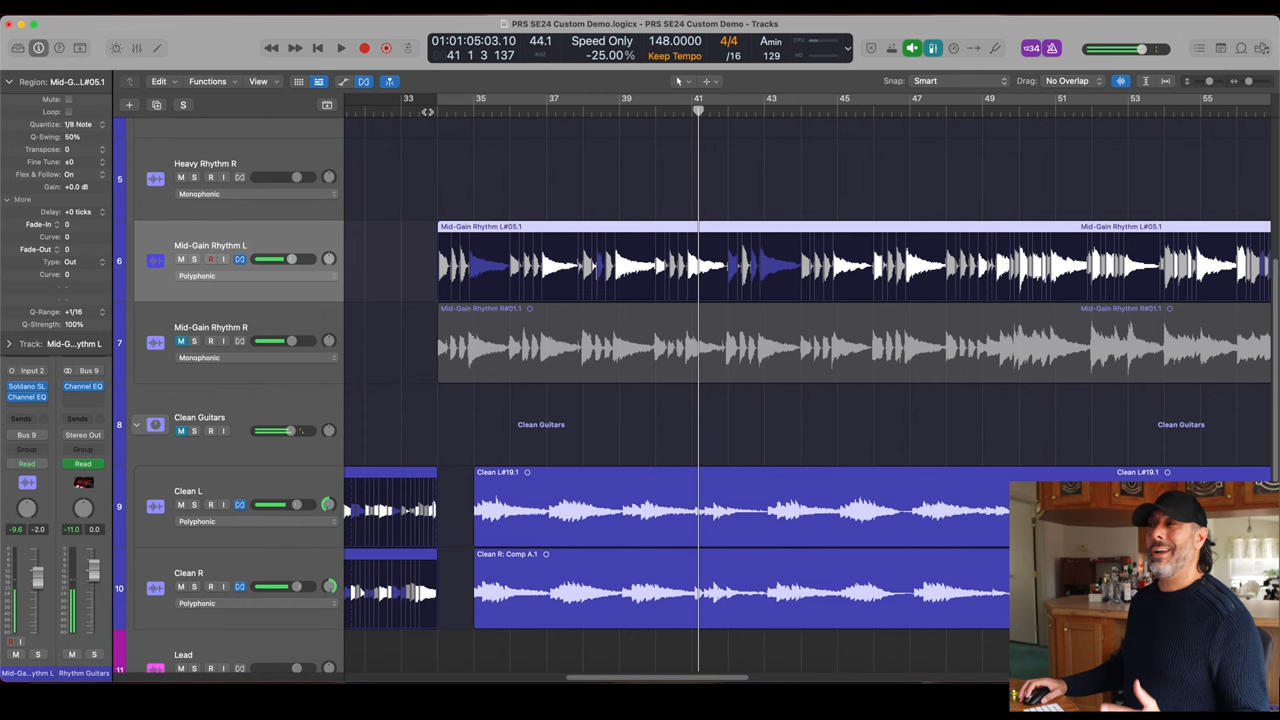 PRS SE24 Custom Demo.logicx - PRS SE24 Custom Demo - Tracks
01:01:05:03.10
41 1 3 137
44.1
KHZ
Speed Only
-25.00%
148.0000
Keep Tempo
4/4
/16
Amin
129
CPU
HD
1234
Region: Mid-G...L#05.1
Edit
Functions
View
Snap: Smart
Drag: No Overlap
Mute:
Loop:
Quantize: 1/8 Note
Q-Swing: 50%
Transpose: 0
Fine Tune: ±0
Flex & Follow: On
Gain: +0.0 dB
More
Delay: +0 ticks
Fade-In: 0
Curve: 0
Fade-Out: 0
Type: Out
Curve: 0
Q-Range: +1/16
Q-Strength: 100%
Track: Mid-G...ythm L
Input 2
Bus 9
Soldano SL
Channel EQ
Channel EQ
Sends
Sends
Bus 9
Stereo Out
Group
Group
Read
Read
-9.6
-2.0
-11.0
0.0
R I
M S
M S
Mid-Ga...ythm L
Rhythm Guitars
S
33 35 37 39 41 43 45 47 49 51 53 55
5
Heavy Rhythm R
M S R I
Monophonic
6
Mid-Gain Rhythm L
M S R I
Polyphonic
Mid-Gain Rhythm L#05.1
Mid-Gain Rhythm L#05.1
7
Mid-Gain Rhythm R
M S R I
Monophonic
Mid-Gain Rhythm R#01.1
Mid-Gain Rhythm R#01.1
8
Clean Guitars
M S R I
Clean Guitars
Clean Guitars
9
Clean L
M S R I
Polyphonic
Clean L#19.1
Clean L#19.1
10
Clean R
M S R I
Polyphonic
Clean R: Comp A.1
11
Lead
M S R I